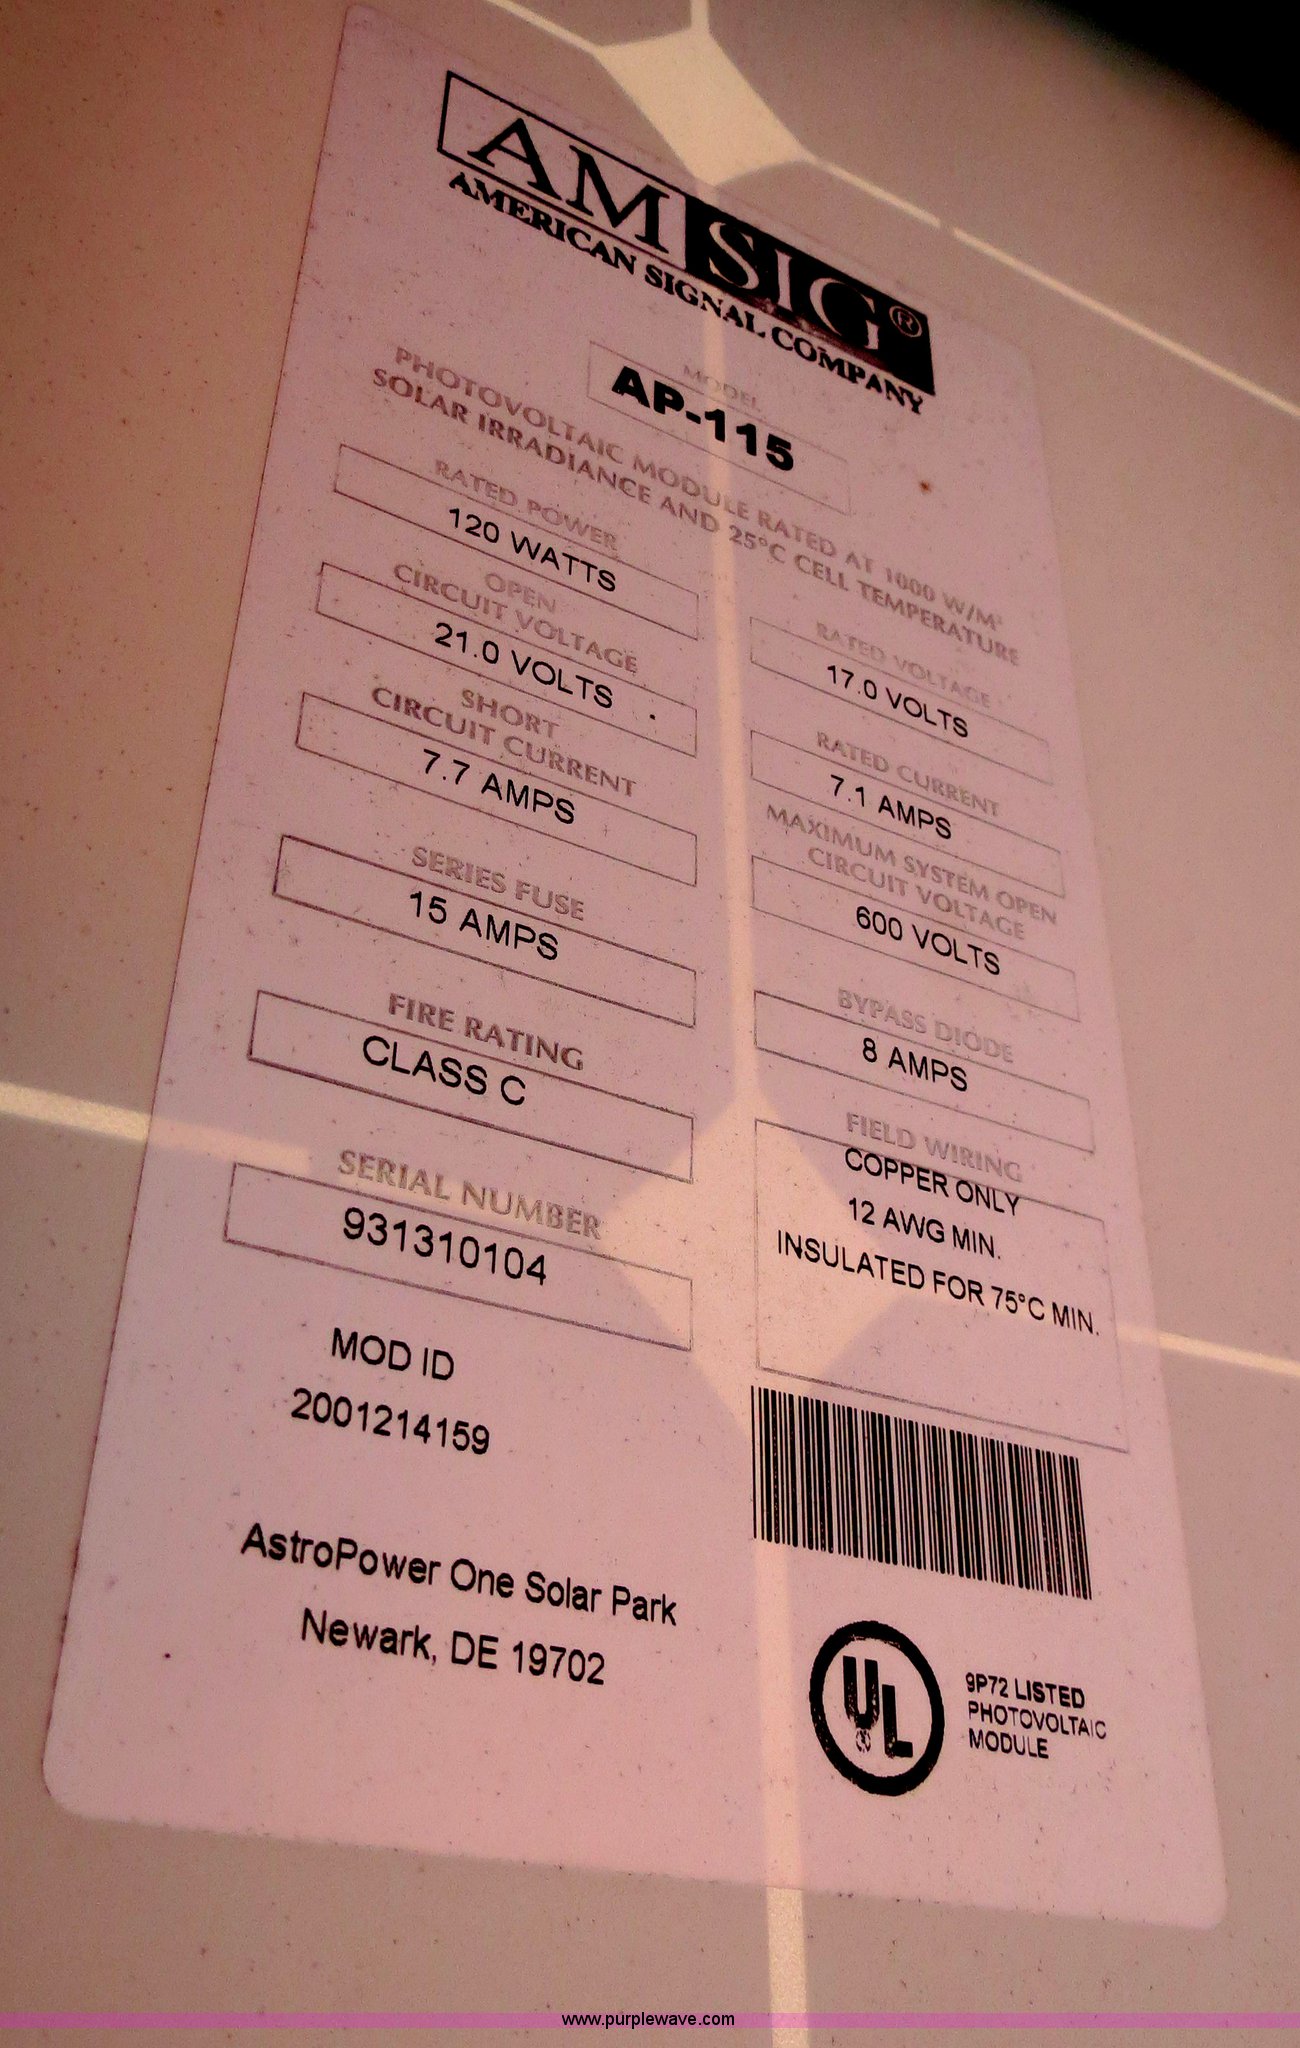 AMSIG®
AMERICAN SIGNAL COMPANY
MODEL
AP-115
PHOTOVOLTAIC MODULE RATED AT 1000 W/M²
SOLAR IRRADIANCE AND 25°C CELL TEMPERATURE
RATED POWER
120 WATTS
OPEN
CIRCUIT VOLTAGE
21.0 VOLTS
SHORT
CIRCUIT CURRENT
7.7 AMPS
SERIES FUSE
15 AMPS
FIRE RATING
CLASS C
SERIAL NUMBER
931310104
MOD ID
2001214159
AstroPower One Solar Park
Newark, DE 19702
RATED VOLTAGE
17.0 VOLTS
RATED CURRENT
7.1 AMPS
MAXIMUM SYSTEM OPEN
CIRCUIT VOLTAGE
600 VOLTS
BYPASS DIODE
8 AMPS
FIELD WIRING
COPPER ONLY
12 AWG MIN.
INSULATED FOR 75°C MIN.
UL
9P72 LISTED
PHOTOVOLTAIC
MODULE
www.purplewave.com